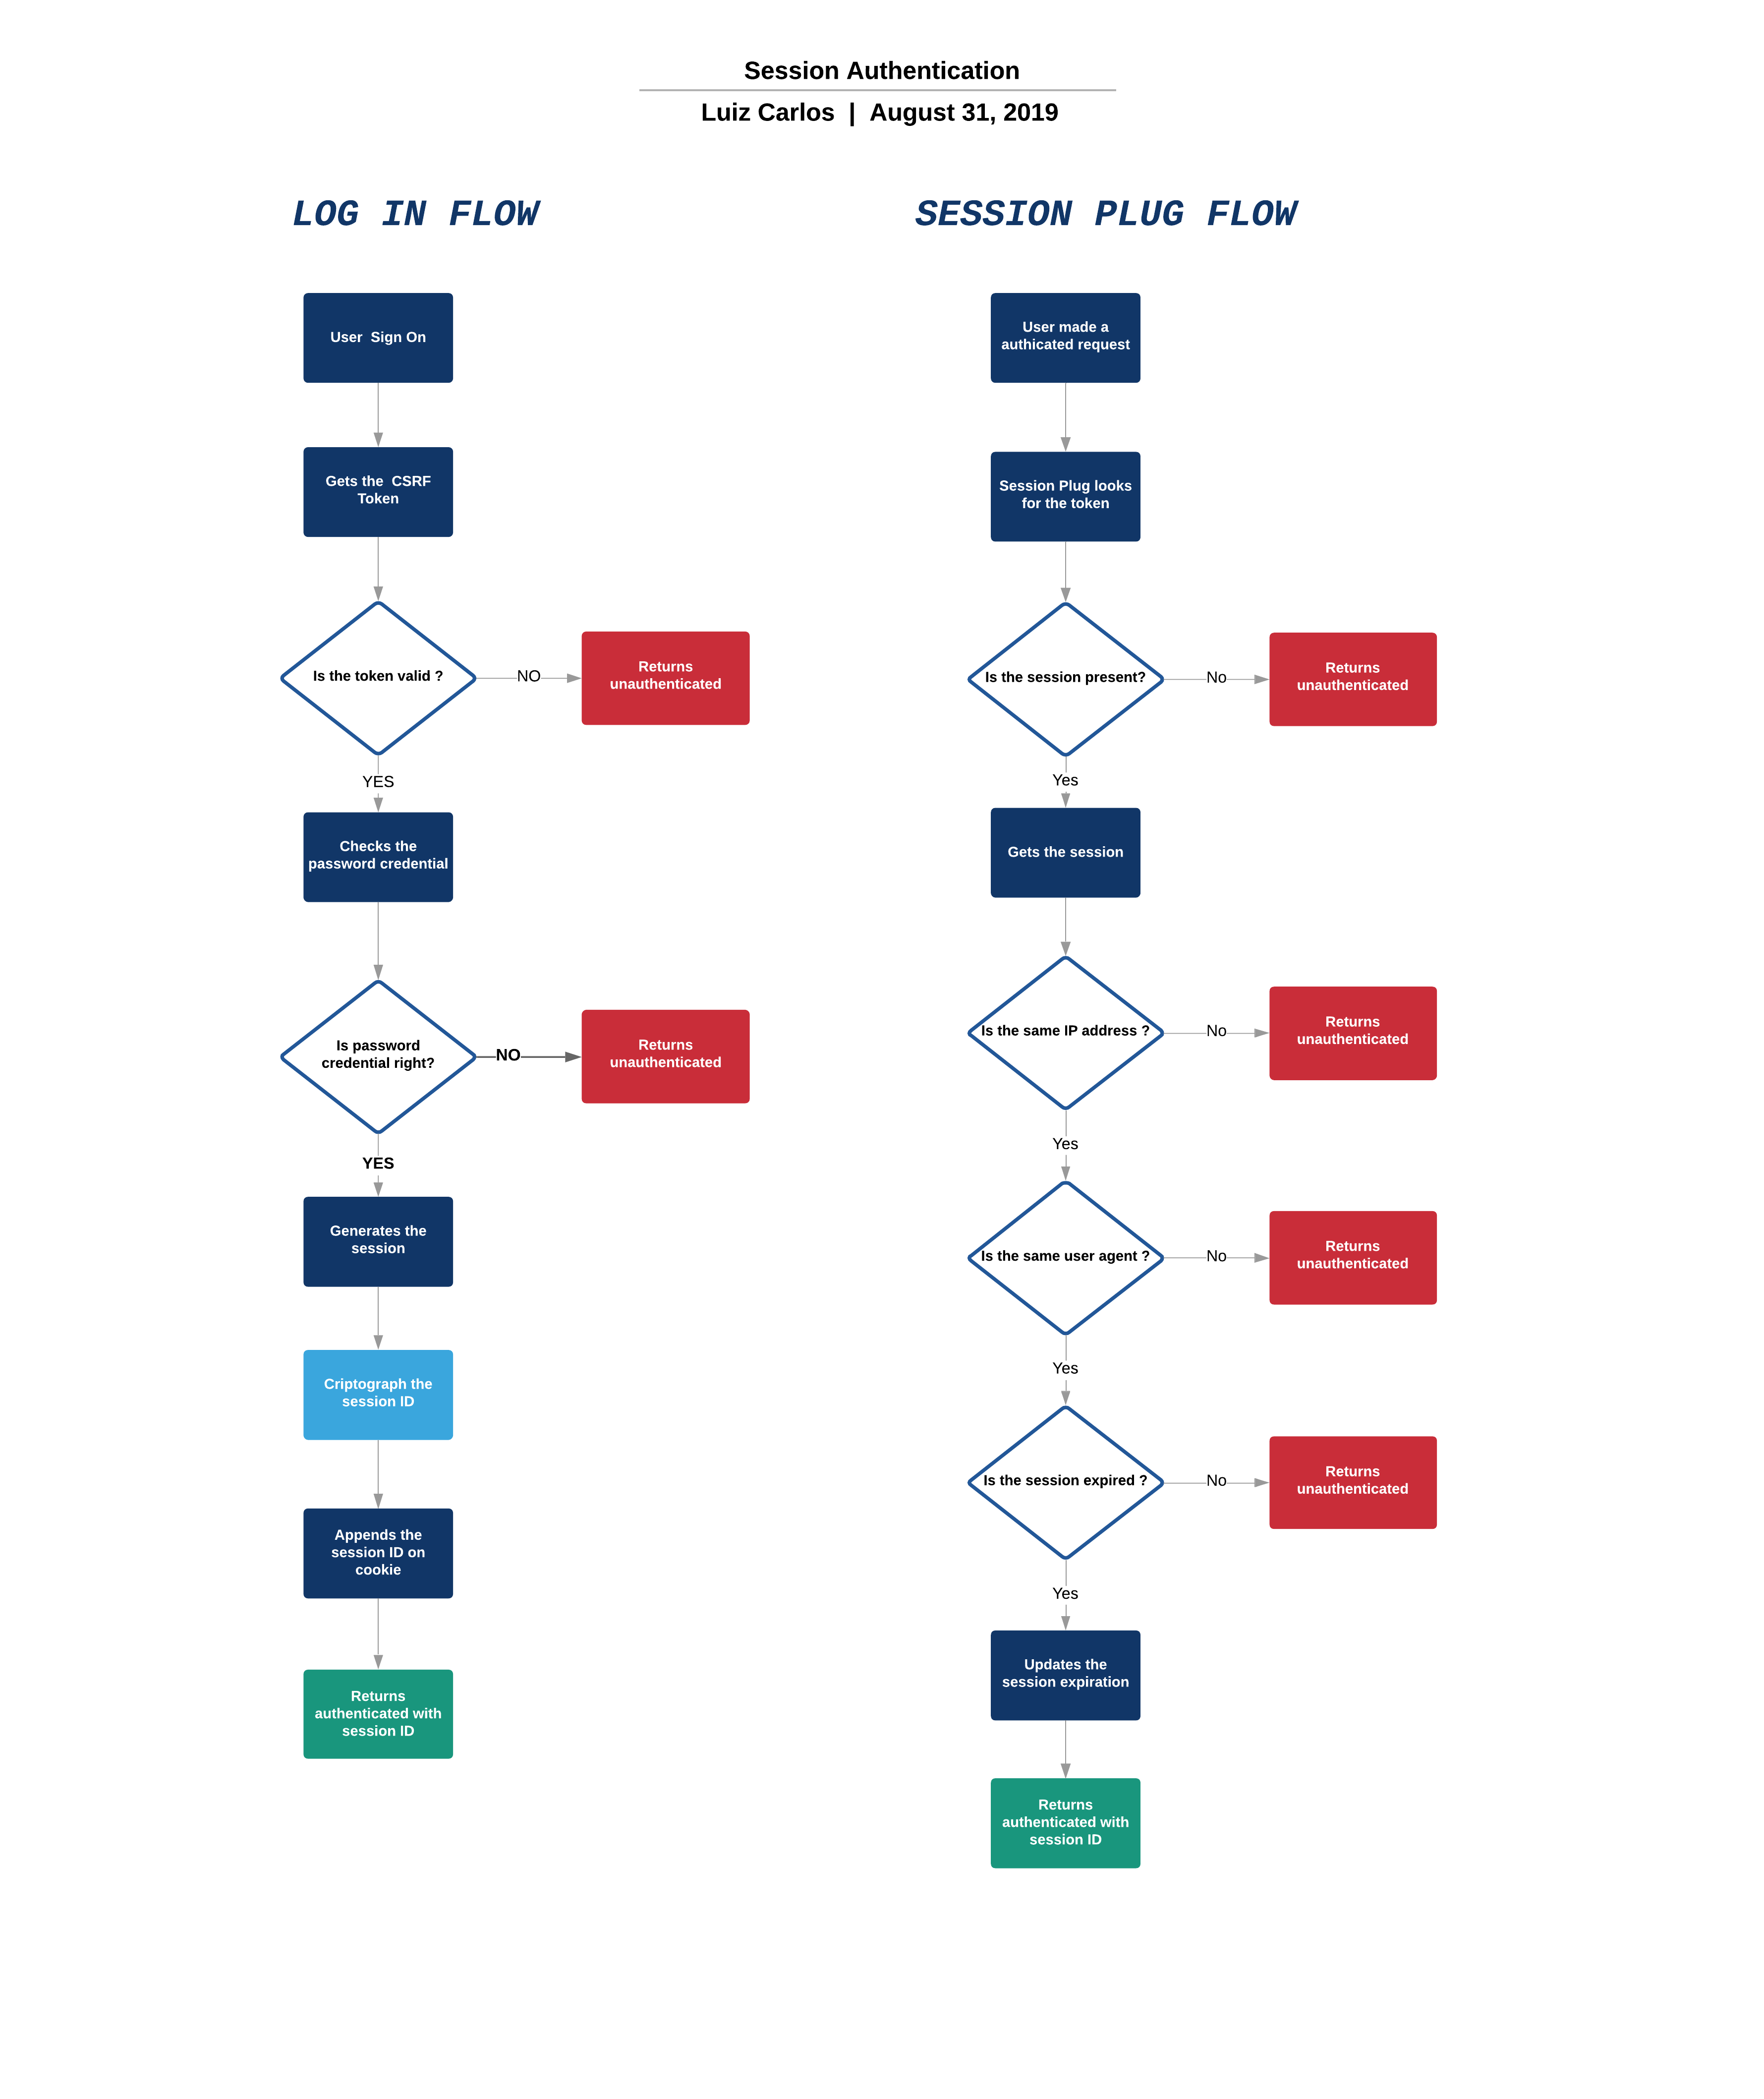 Session Authentication
Luiz Carlos | August 31, 2019
LOG IN FLOW
User Sign On
Gets the CSRF
Token
Is the token valid ?
NO
Returns
unauthenticated
YES
Checks the
password credential
Is password
credential right?
NO
Returns
unauthenticated
YES
Generates the
session
Criptograph the
session ID
Appends the
session ID on
cookie
Returns
authenticated with
session ID
SESSION PLUG FLOW
User made a
authicated request
Session Plug looks
for the token
Is the session present?
No
Returns
unauthenticated
Yes
Gets the session
Is the same IP address ?
No
Returns
unauthenticated
Yes
Is the same user agent ?
No
Returns
unauthenticated
Yes
Is the session expired ?
No
Returns
unauthenticated
Yes
Updates the
session expiration
Returns
authenticated with
session ID